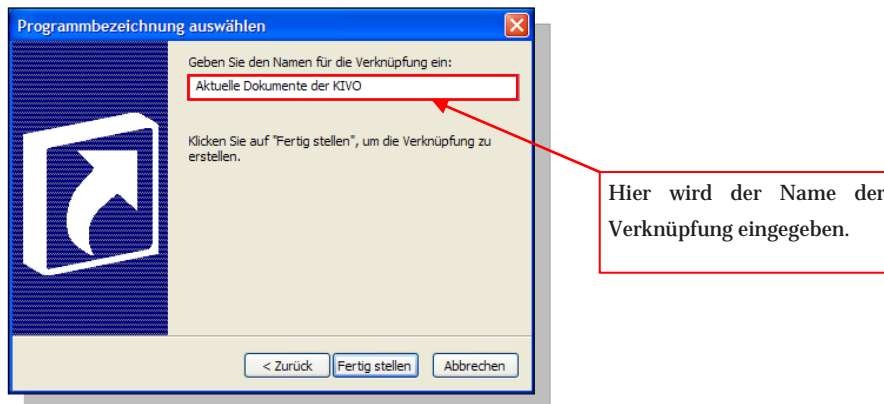 Programmbezeichnung auswählen
Geben Sie den Namen für die Verknüpfung ein:
Aktuelle Dokumente der KIVO
Klicken Sie auf "Fertig stellen", um die Verknüpfung zu
erstellen.
Hier wird der Name der
Verknüpfung eingegeben.
< Zurück
Fertig stellen
Abbrechen